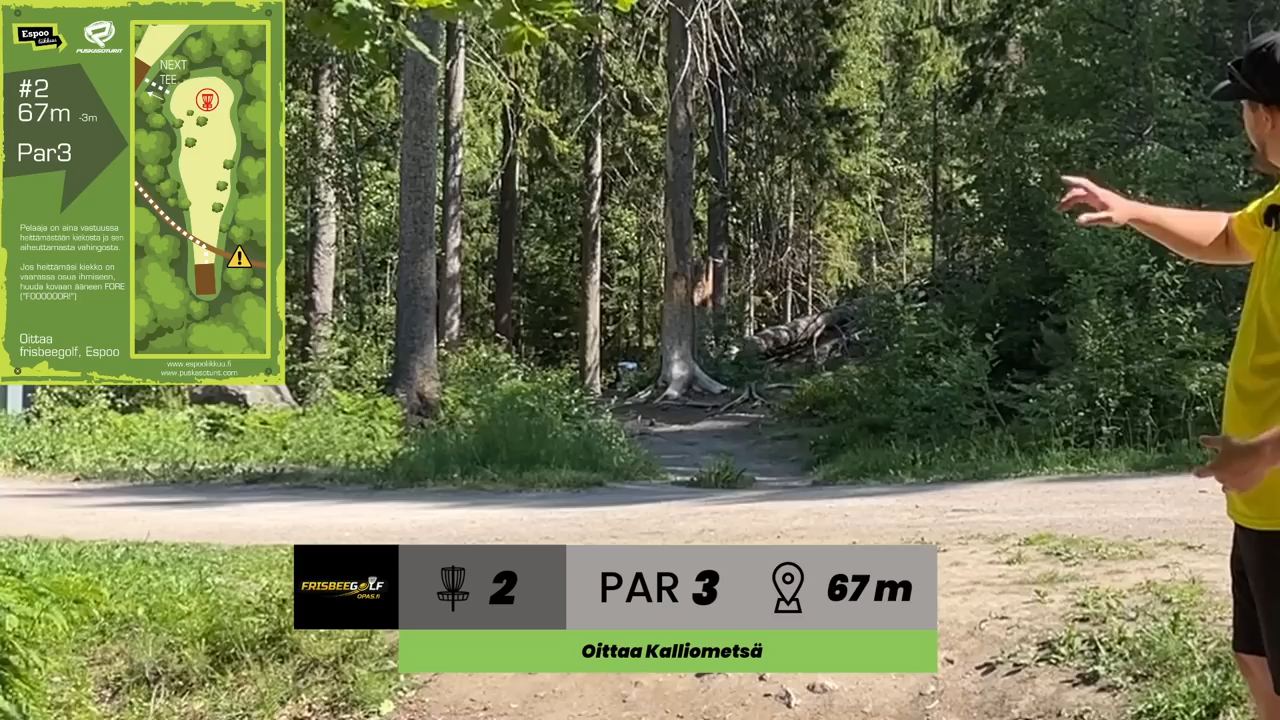 Espoo
liikkuu
PUSKASOTURIT
NEXT
TEE
#2
67m -3m
Par3
Pelaaja on aina vastuussa
heittämästään kiekosta ja sen
aiheuttamasta vahingosta.
Jos heittämäsi kiekko on
vaarassa osua ihmiseen,
huuda kovaan ääneen FORE
("FOOOOOOR!")
Oittaa
frisbeegolf, Espoo
www.espooliikkuu.fi
www.puskasoturit.com
FRISBEEGOLF
OPAS.fi
2
PAR 3
67 m
Oittaa Kalliometsä